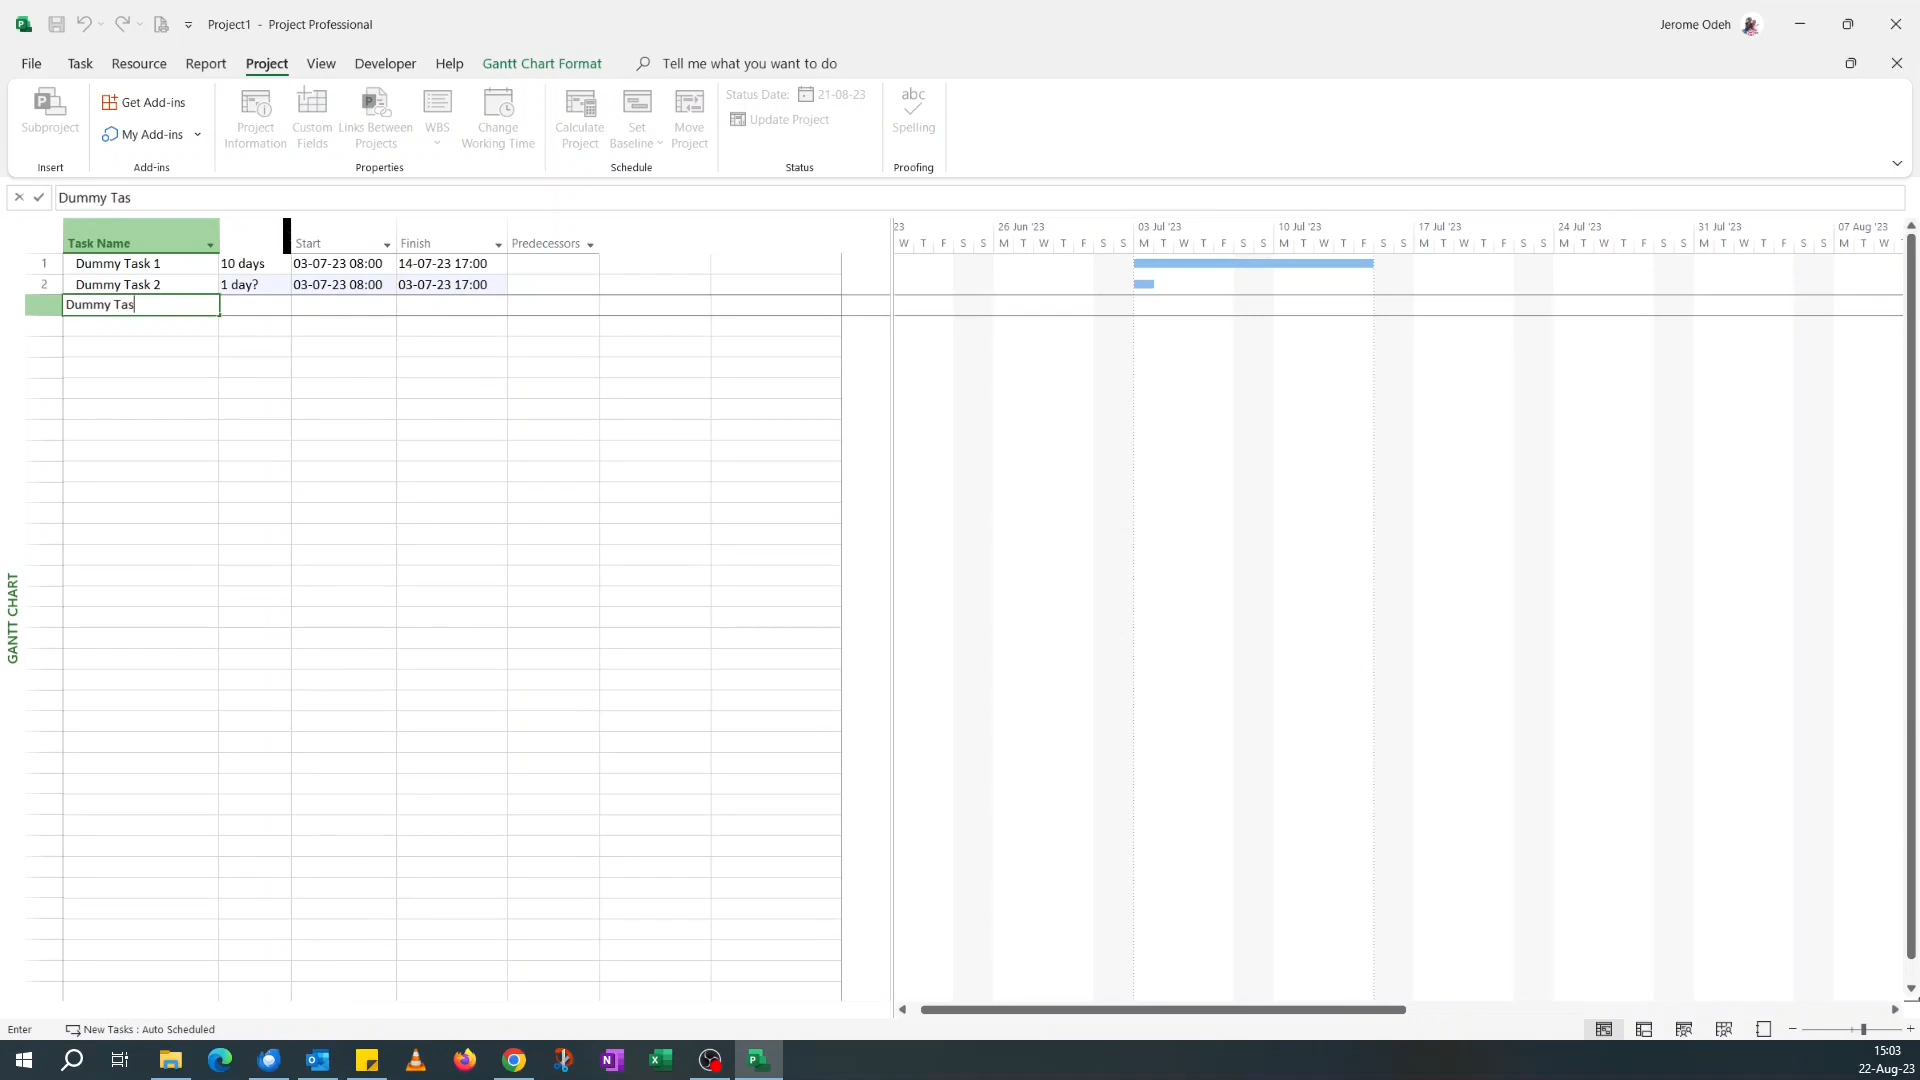 Project1 - Project Professional
Jerome Odeh
File Task Resource Report Project View Developer Help Gantt Chart Format Tell me what you want to do
Subproject
Insert
Get Add-ins
My Add-ins
Add-ins
Project Information
Custom Fields
Links Between Projects
WBS
Change Working Time
Properties
Calculate Project
Set Baseline
Move Project
Schedule
Status Date: 21-08-23
Update Project
Status
abc
Spelling
Proofing
Dummy Tas
Task Name Start Finish Predecessors
1 Dummy Task 1 10 days 03-07-23 08:00 14-07-23 17:00
2 Dummy Task 2 1 day? 03-07-23 08:00 03-07-23 17:00
Dummy Tas
23 26 Jun '23 03 Jul '23 10 Jul '23 17 Jul '23 24 Jul '23 31 Jul '23 07 Aug '23
W T F S S M T W T F S S M T W T F S S M T W T F S S M T W T F S S M T W T F S S M T W T F S S M T W
GANTT CHART
Enter New Tasks : Auto Scheduled
15:03
22-Aug-23